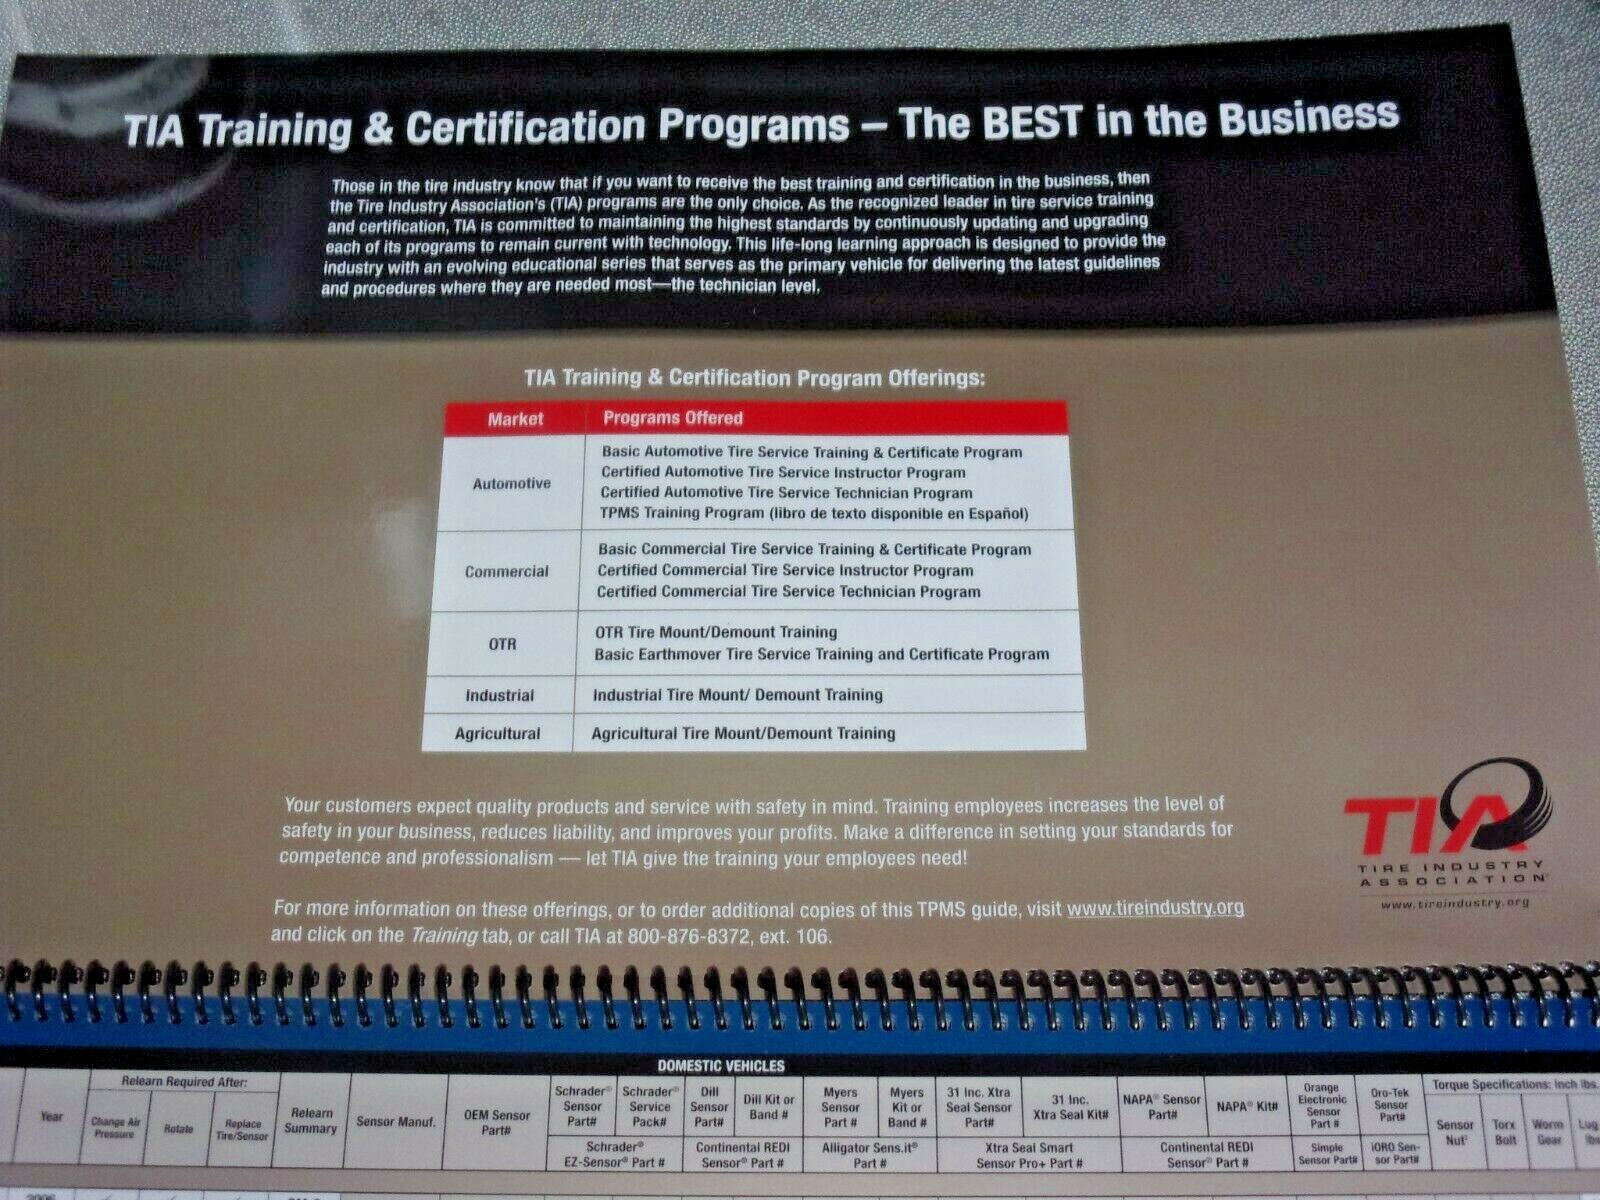 TIA Training & Certification Programs – The BEST in the Business
Those in the tire industry know that if you want to receive the best training and certification in the business, then
the Tire Industry Association's (TIA) programs are the only choice. As the recognized leader in tire service training
and certification, TIA is committed to maintaining the highest standards by continuously updating and upgrading
each of its programs to remain current with technology. This life-long learning approach is designed to provide the
industry with an evolving educational series that serves as the primary vehicle for delivering the latest guidelines
and procedures where they are needed most—the technician level.
TIA Training & Certification Program Offerings:
Market Programs Offered
Automotive
Basic Automotive Tire Service Training & Certificate Program
Certified Automotive Tire Service Instructor Program
Certified Automotive Tire Service Technician Program
TPMS Training Program (libro de texto disponible en Español)
Commercial
Basic Commercial Tire Service Training & Certificate Program
Certified Commercial Tire Service Instructor Program
Certified Commercial Tire Service Technician Program
OTR
OTR Tire Mount/Demount Training
Basic Earthmover Tire Service Training and Certificate Program
Industrial Industrial Tire Mount/ Demount Training
Agricultural Agricultural Tire Mount/Demount Training
Your customers expect quality products and service with safety in mind. Training employees increases the level of
safety in your business, reduces liability, and improves your profits. Make a difference in setting your standards for
competence and professionalism — let TIA give the training your employees need!
For more information on these offerings, or to order additional copies of this TPMS guide, visit www.tireindustry.org
and click on the Training tab, or call TIA at 800-876-8372, ext. 106.
TIA
TIRE INDUSTRY
ASSOCIATION
www.tireindustry.org
DOMESTIC VEHICLES
Year
Relearn Required After:
Change Air
Pressure
Rotate
Replace
Tire/Sensor
Relearn
Summary
Sensor Manuf.
OEM Sensor
Part#
Schrader®
Sensor
Part#
Schrader®
Service
Pack#
Schrader®
EZ-Sensor® Part #
Dill
Sensor
Part#
Dill Kit or
Band #
Continental REDI
Sensor® Part #
Myers
Sensor
Part #
Myers
Kit or
Band #
Alligator Sens.it®
Part #
31 Inc. Xtra
Seal Sensor
Part#
31 Inc.
Xtra Seal Kit#
Xtra Seal Smart
Sensor Pro+ Part #
NAPA® Sensor
Part#
NAPA® Kit#
Continental REDI
Sensor® Part #
Orange
Electronic
Sensor
Part #
Simple
Sensor Part#
Oro-Tek
Sensor
Part#
IORO Sen-
sor Part#
Torque Specifications: Inch lbs.
Sensor
Nut¹
Torx
Bolt
Worm
Gear
Lug
2006